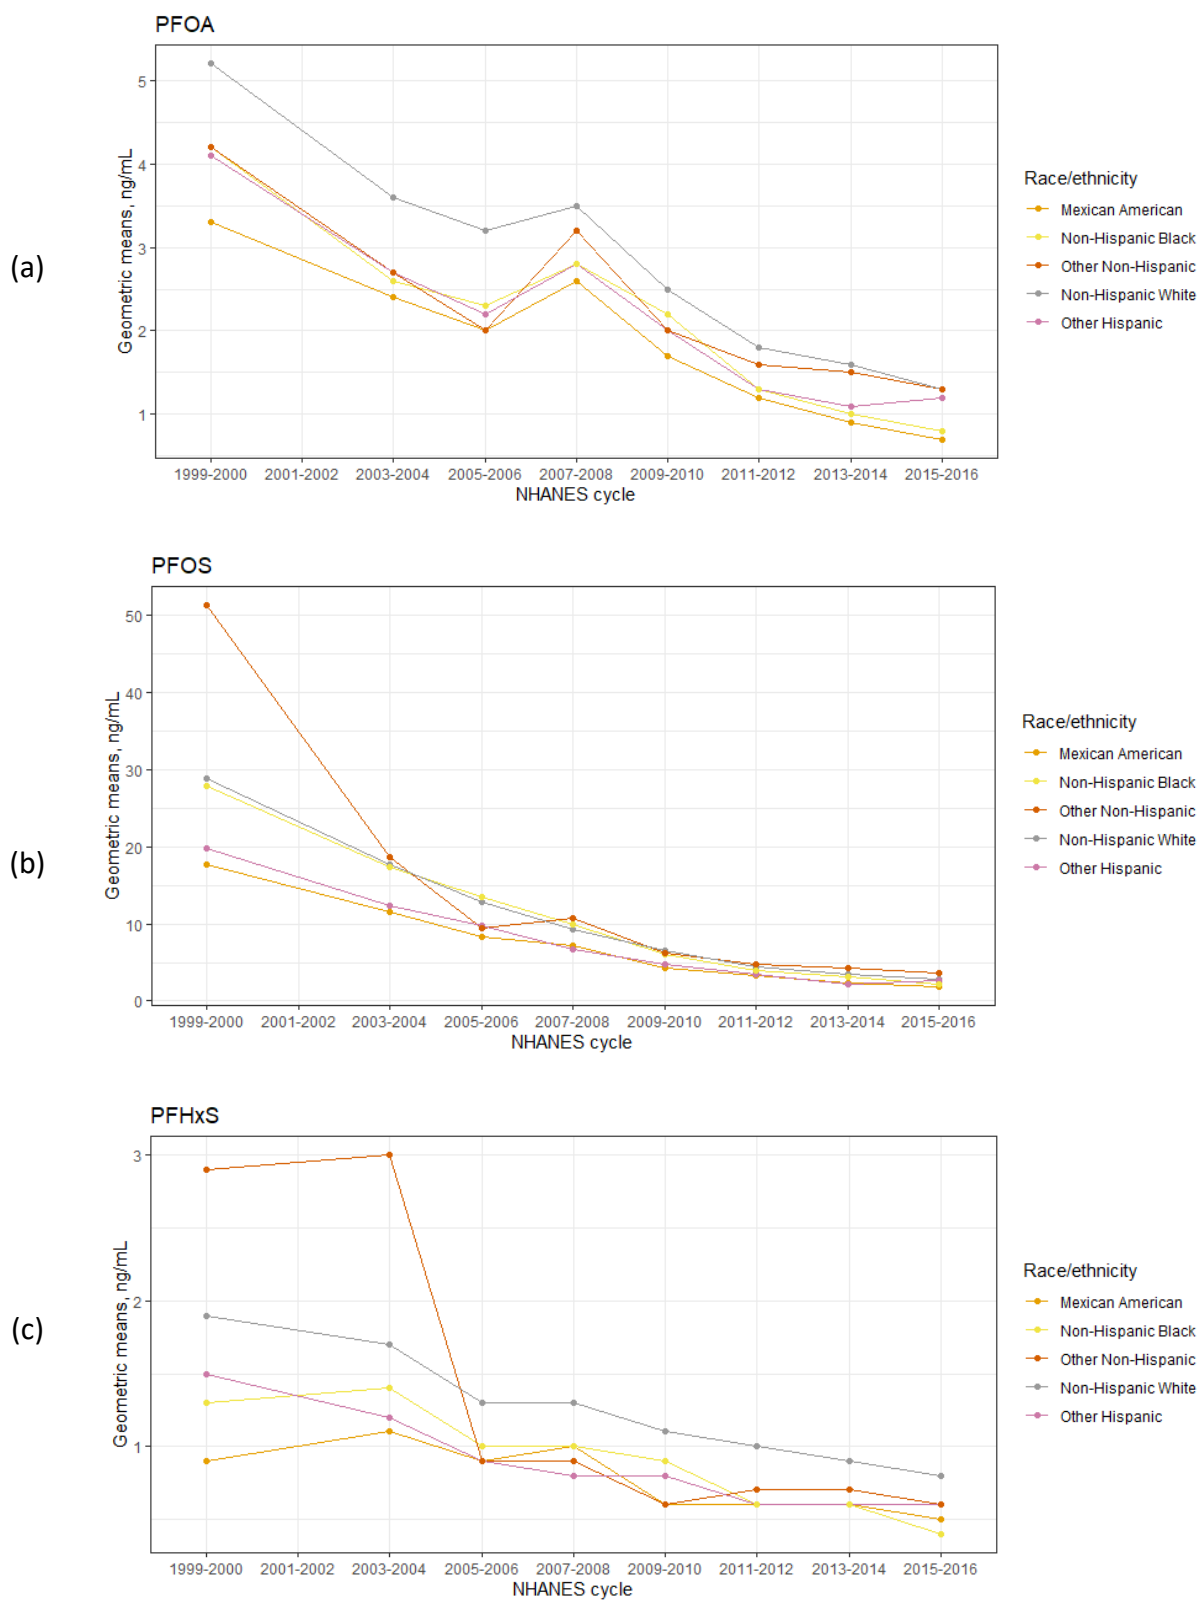 PFOA
(a)
Geometric means, ng/mL
5
4
3
2
1
1999-2000 2001-2002 2003-2004 2005-2006 2007-2008 2009-2010 2011-2012 2013-2014 2015-2016
NHANES cycle
Race/ethnicity
Mexican American
Non-Hispanic Black
Other Non-Hispanic
Non-Hispanic White
Other Hispanic
PFOS
(b)
Geometric means, ng/mL
50
40
30
20
10
0
1999-2000 2001-2002 2003-2004 2005-2006 2007-2008 2009-2010 2011-2012 2013-2014 2015-2016
NHANES cycle
Race/ethnicity
Mexican American
Non-Hispanic Black
Other Non-Hispanic
Non-Hispanic White
Other Hispanic
PFHxS
(c)
Geometric means, ng/mL
3
2
1
1999-2000 2001-2002 2003-2004 2005-2006 2007-2008 2009-2010 2011-2012 2013-2014 2015-2016
NHANES cycle
Race/ethnicity
Mexican American
Non-Hispanic Black
Other Non-Hispanic
Non-Hispanic White
Other Hispanic